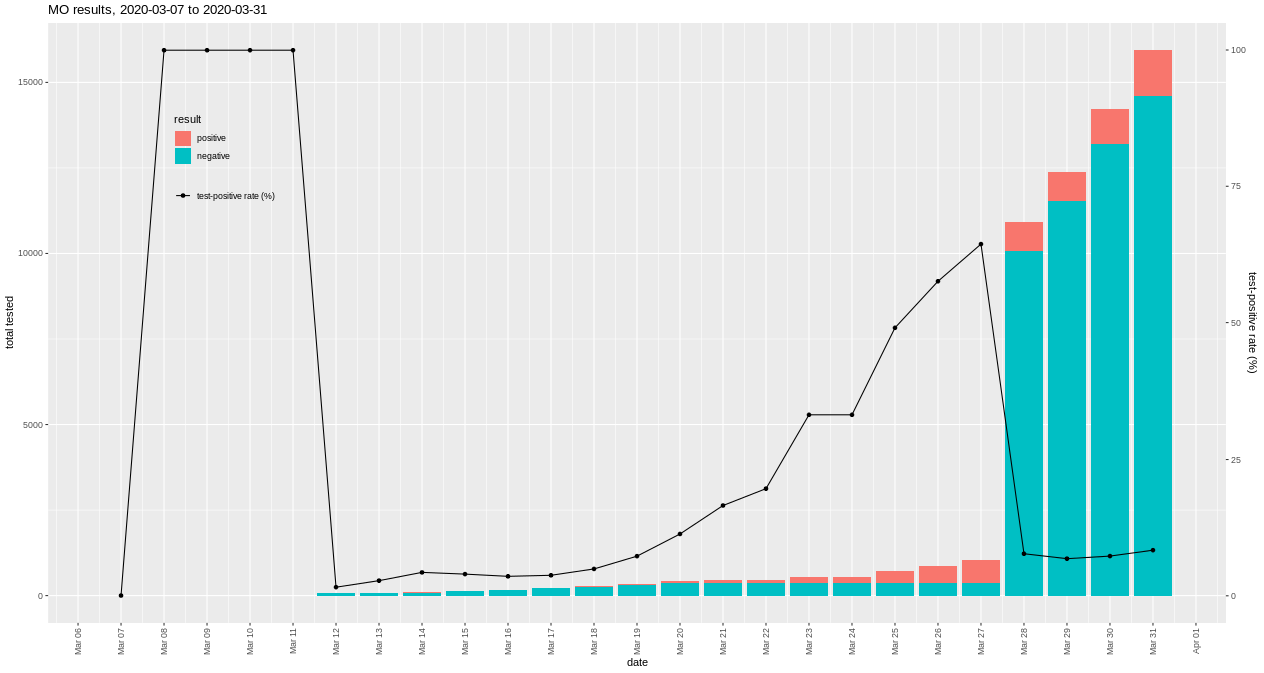 MO results, 2020-03-07 to 2020-03-31
15000
10000
5000
0
total tested
result
positive
negative
test-positive rate (%)
100
75
50
25
0
test-positive rate (%)
Mar 06
Mar 07
Mar 08
Mar 09
Mar 10
Mar 11
Mar 12
Mar 13
Mar 14
Mar 15
Mar 16
Mar 17
Mar 18
Mar 19
Mar 20
Mar 21
Mar 22
Mar 23
Mar 24
Mar 25
Mar 26
Mar 27
Mar 28
Mar 29
Mar 30
Mar 31
Apr 01
date